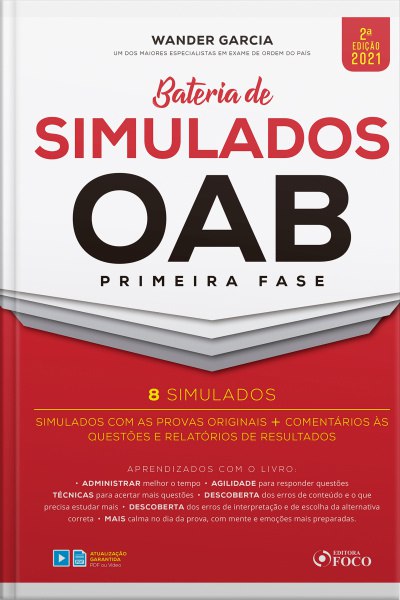 WANDER GARCIA
UM DOS MAIORES ESPECIALISTAS EM EXAME DE ORDEM DO PAÍS
2ª
EDIÇÃO
2021
Bateria de
SIMULADOS
OAB
PRIMEIRA FASE
8 SIMULADOS
SIMULADOS COM AS PROVAS ORIGINAIS + COMENTÁRIOS ÀS
QUESTÕES E RELATÓRIOS DE RESULTADOS
APRENDIZADOS COM O LIVRO:
• ADMINISTRAR melhor o tempo • AGILIDADE para responder questões
TÉCNICAS para acertar mais questões • DESCOBERTA dos erros de conteúdo e o que
precisa estudar mais • DESCOBERTA dos erros de interpretação e de escolha da alternativa
correta • MAIS calma no dia da prova, com mente e emoções mais preparadas.
PDF
ATUALIZAÇÃO
GARANTIDA
PDF ou Vídeo
EDITORA
FOCO